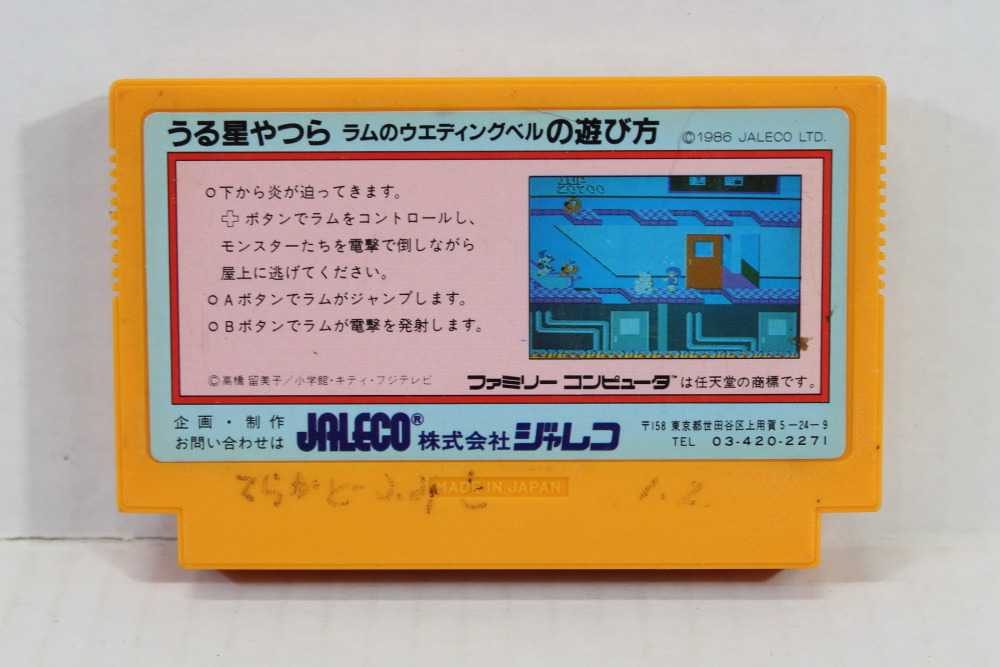 うる星やつら ラムのウエディングベルの遊び方 ©1986 JALECO LTD.
○下から炎が迫ってきます。
ボタンでラムをコントロールし、
モンスターたちを電撃で倒しながら
屋上に逃げてください。
○Aボタンでラムがジャンプします。
○Bボタンでラムが電撃を発射します。
1UP
20700
©高橋 留美子/小学館・キティ・フジテレビ
ファミリー コンピュータ™は任天堂の商標です。
企画・制作
お問い合わせは
JALECO® 株式会社ジャレコ
〒158 東京都世田谷区上用賀5-24-9
TEL 03-420-2271
MADE IN JAPAN